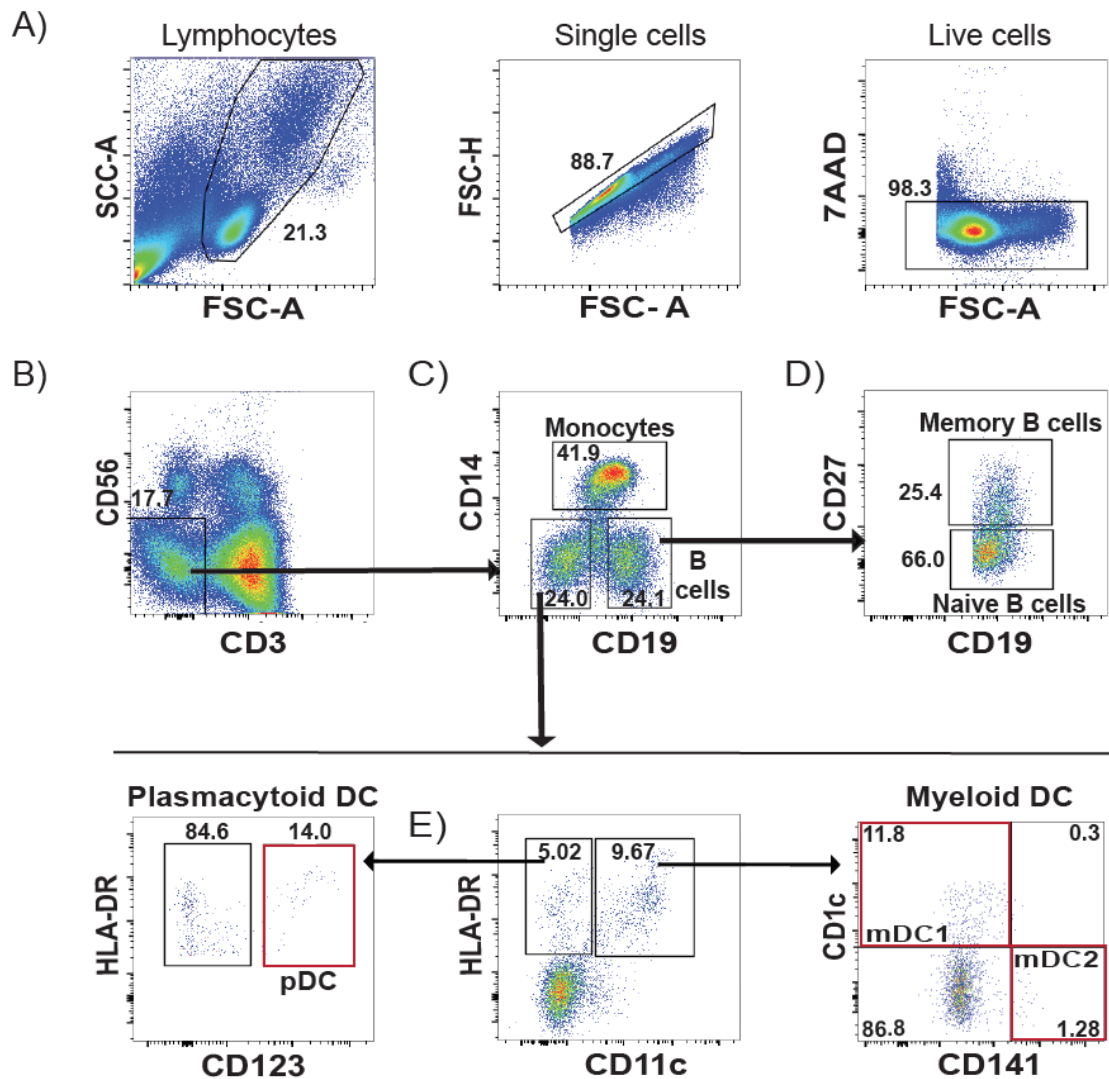 A)
Lymphocytes
Single cells
Live cells
SCC-A
21.3
FSC-A
FSC-H
88.7
FSC- A
7AAD
98.3
FSC-A
B)
CD56
17.7
CD3
C)
CD14
Monocytes
41.9
24.0
24.1
B
cells
CD19
D)
CD27
Memory B cells
25.4
66.0
Naive B cells
CD19
Plasmacytoid DC
84.6
14.0
HLA-DR
pDC
CD123
E)
HLA-DR
5.02
9.67
CD11c
Myeloid DC
11.8
0.3
CD1c
mDC1
mDC2
86.8
1.28
CD141